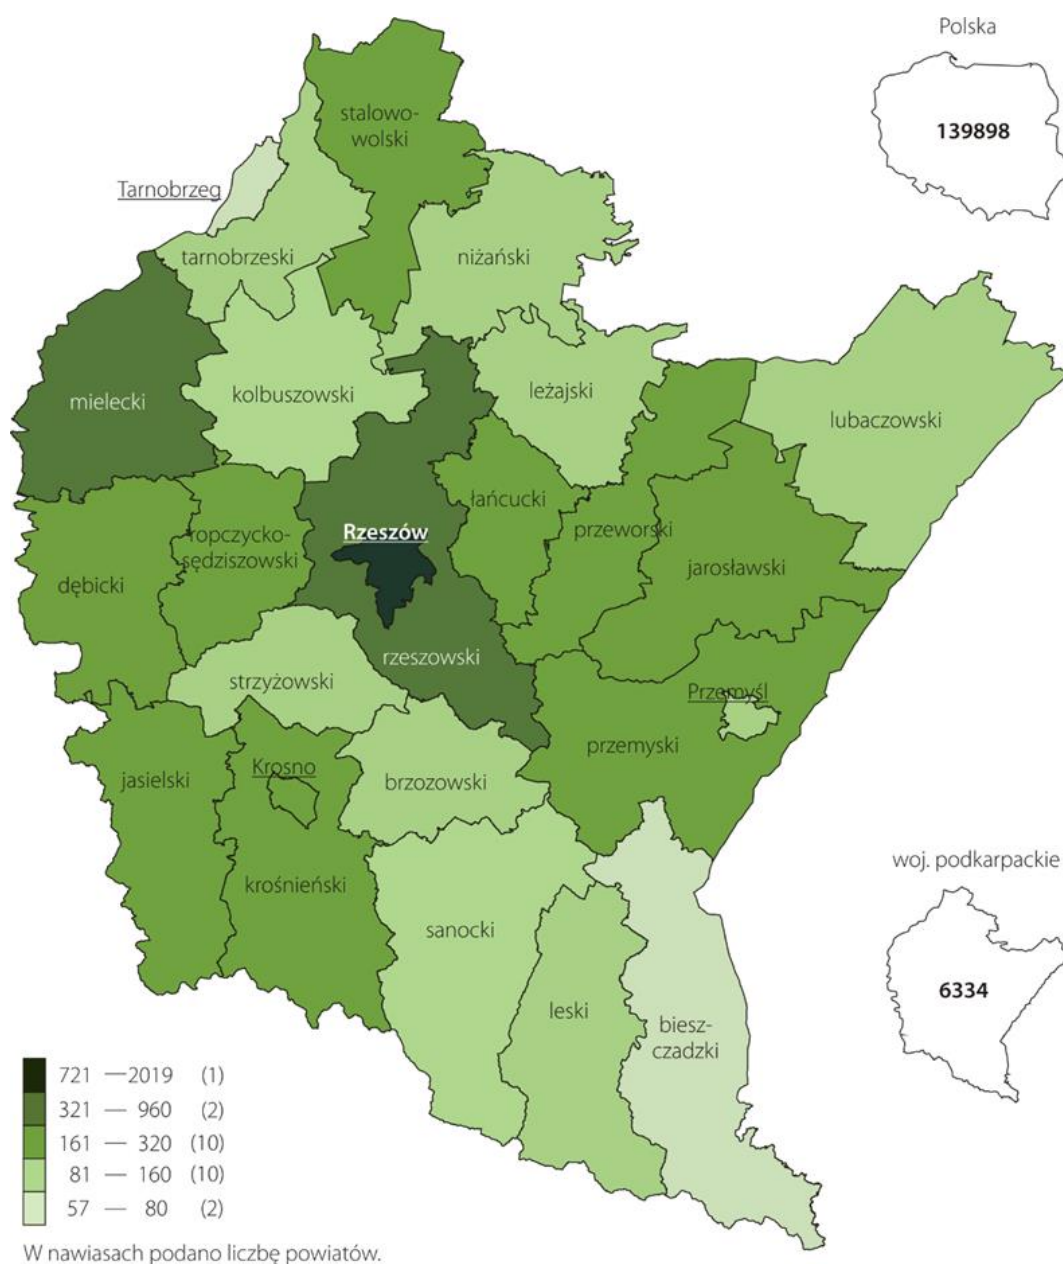 Polska
139898
stalowo-
wolski
Tarnobrzeg
tarnobrzeski
niżański
mielecki
kolbuszowski
leżajski
lubaczowski
łańcucki
Rzeszów
ropczycko-
sędziszowski
przeworski
jarosławski
dębicki
rzeszowski
strzyżowski
Przemyśl
przemyski
jasielski
Krosno
brzozowski
krośnieński
sanocki
leski
biesz-
czadzki
woj. podkarpackie
6334
721 — 2019 (1)
321 — 960 (2)
161 — 320 (10)
81 — 160 (10)
57 — 80 (2)
W nawiasach podano liczbę powiatów.